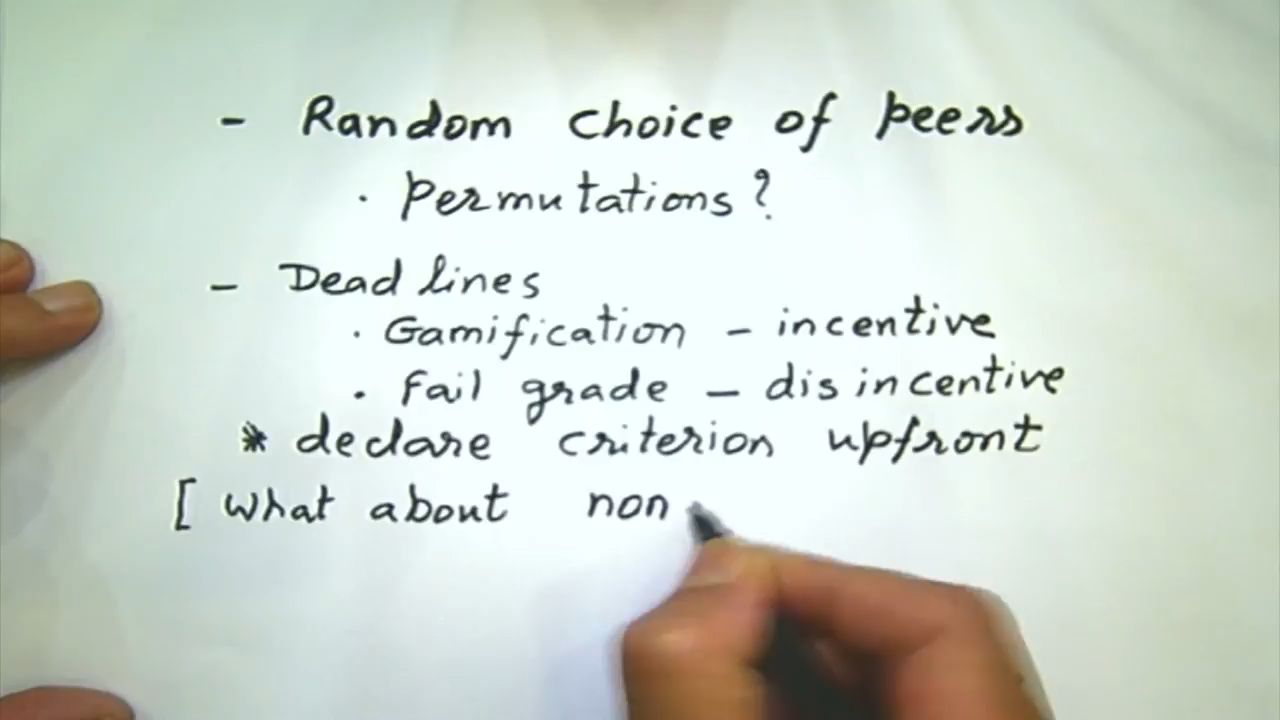 - Random choice of peers
· Permutations?
- Deadlines
· Gamification - incentive
· Fail grade - disincentive
* declare criterion upfront
[ what about non